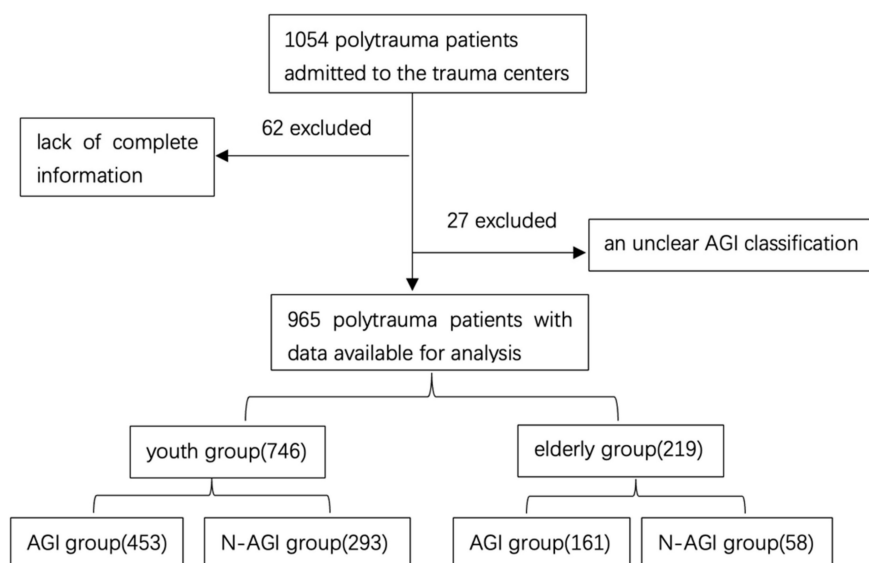 1054 polytrauma patients
admitted to the trauma centers
62 excluded
lack of complete
information
27 excluded
an unclear AGI classification
965 polytrauma patients with
data available for analysis
youth group(746)
elderly group(219)
AGI group(453)
N-AGI group(293)
AGI group(161)
N-AGI group(58)